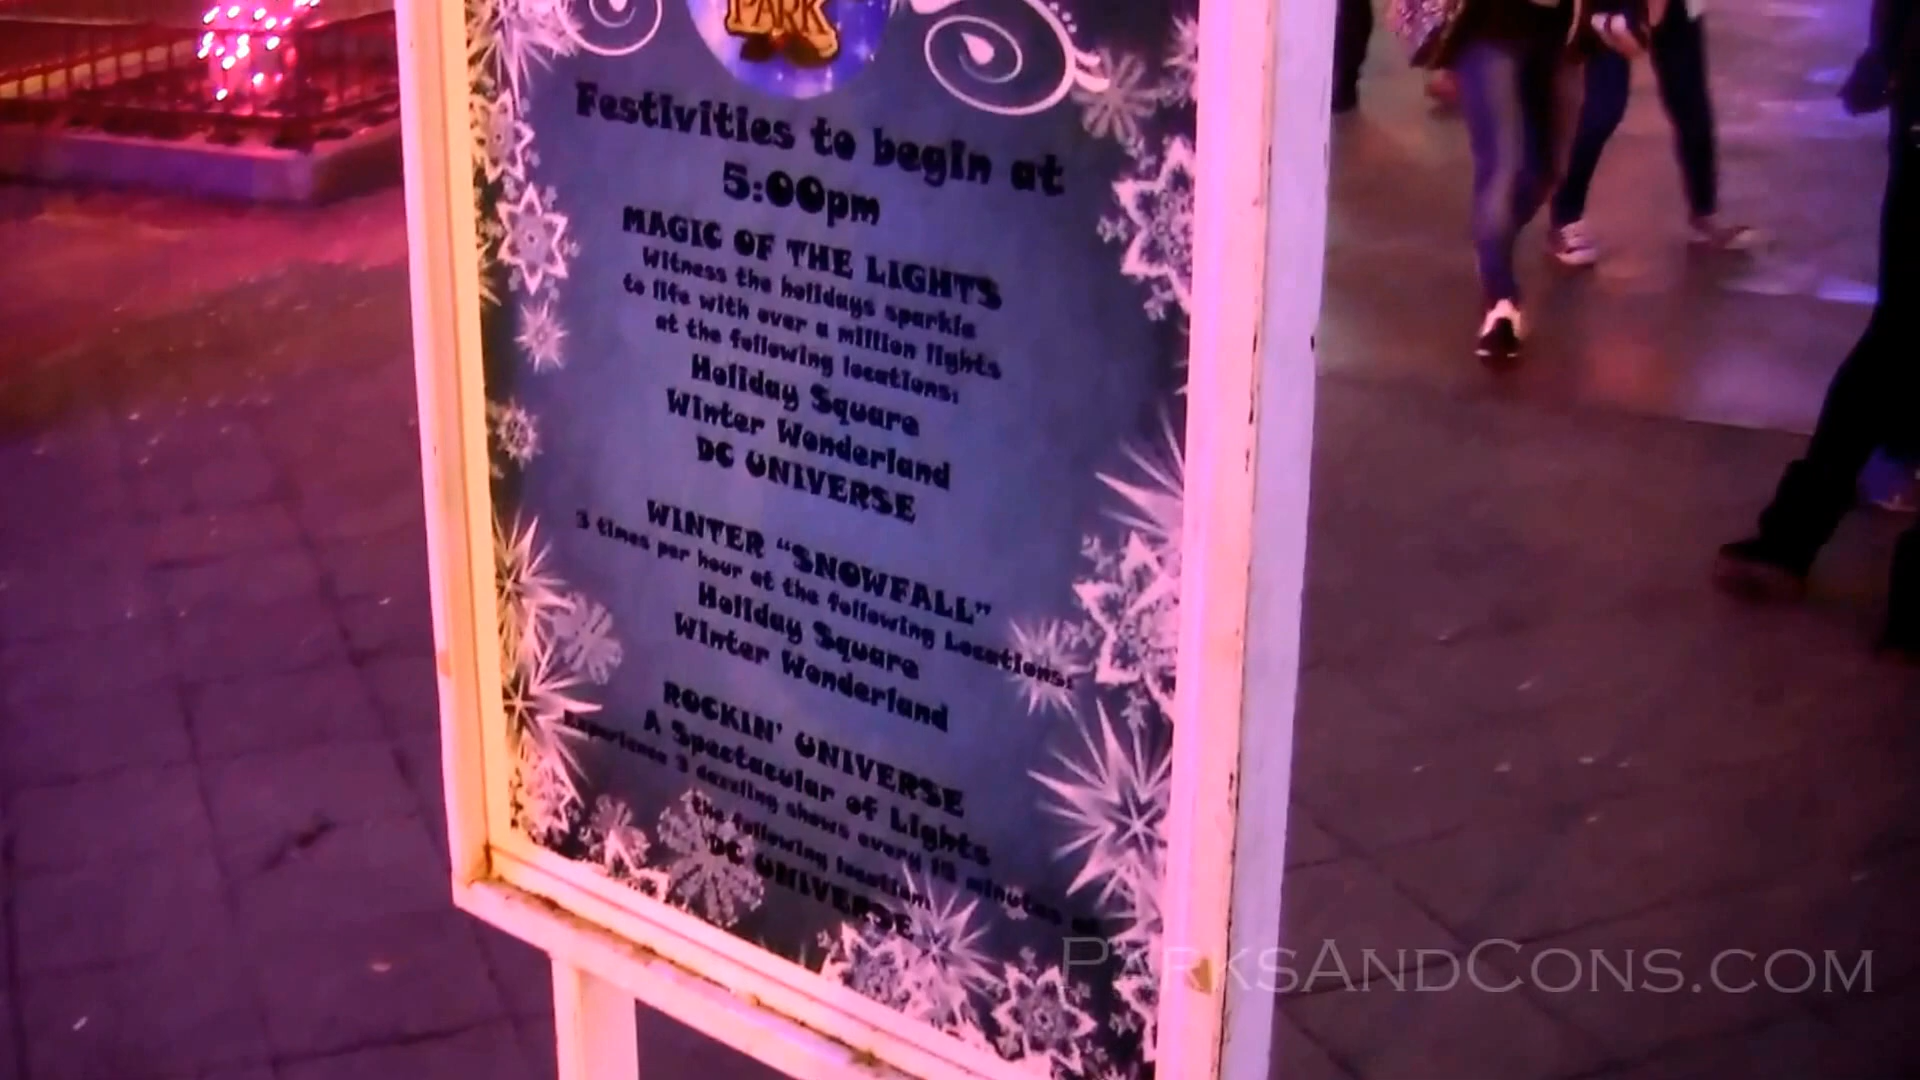 PARK
Festivities to begin at
5:00pm
MAGIC OF THE LIGHTS
Witness the holidays sparkle
to life with over a million lights
at the following locations:
Holiday Square
Winter Wonderland
DC UNIVERSE
WINTER “SNOWFALL”
3 times per hour at the following Locations:
Holiday Square
Winter Wonderland
ROCKIN' UNIVERSE
A Spectacular of Lights
Experience 3 dazzling shows every 15 minutes at
the following location:
DC UNIVERSE
PARKSANDCONS.COM